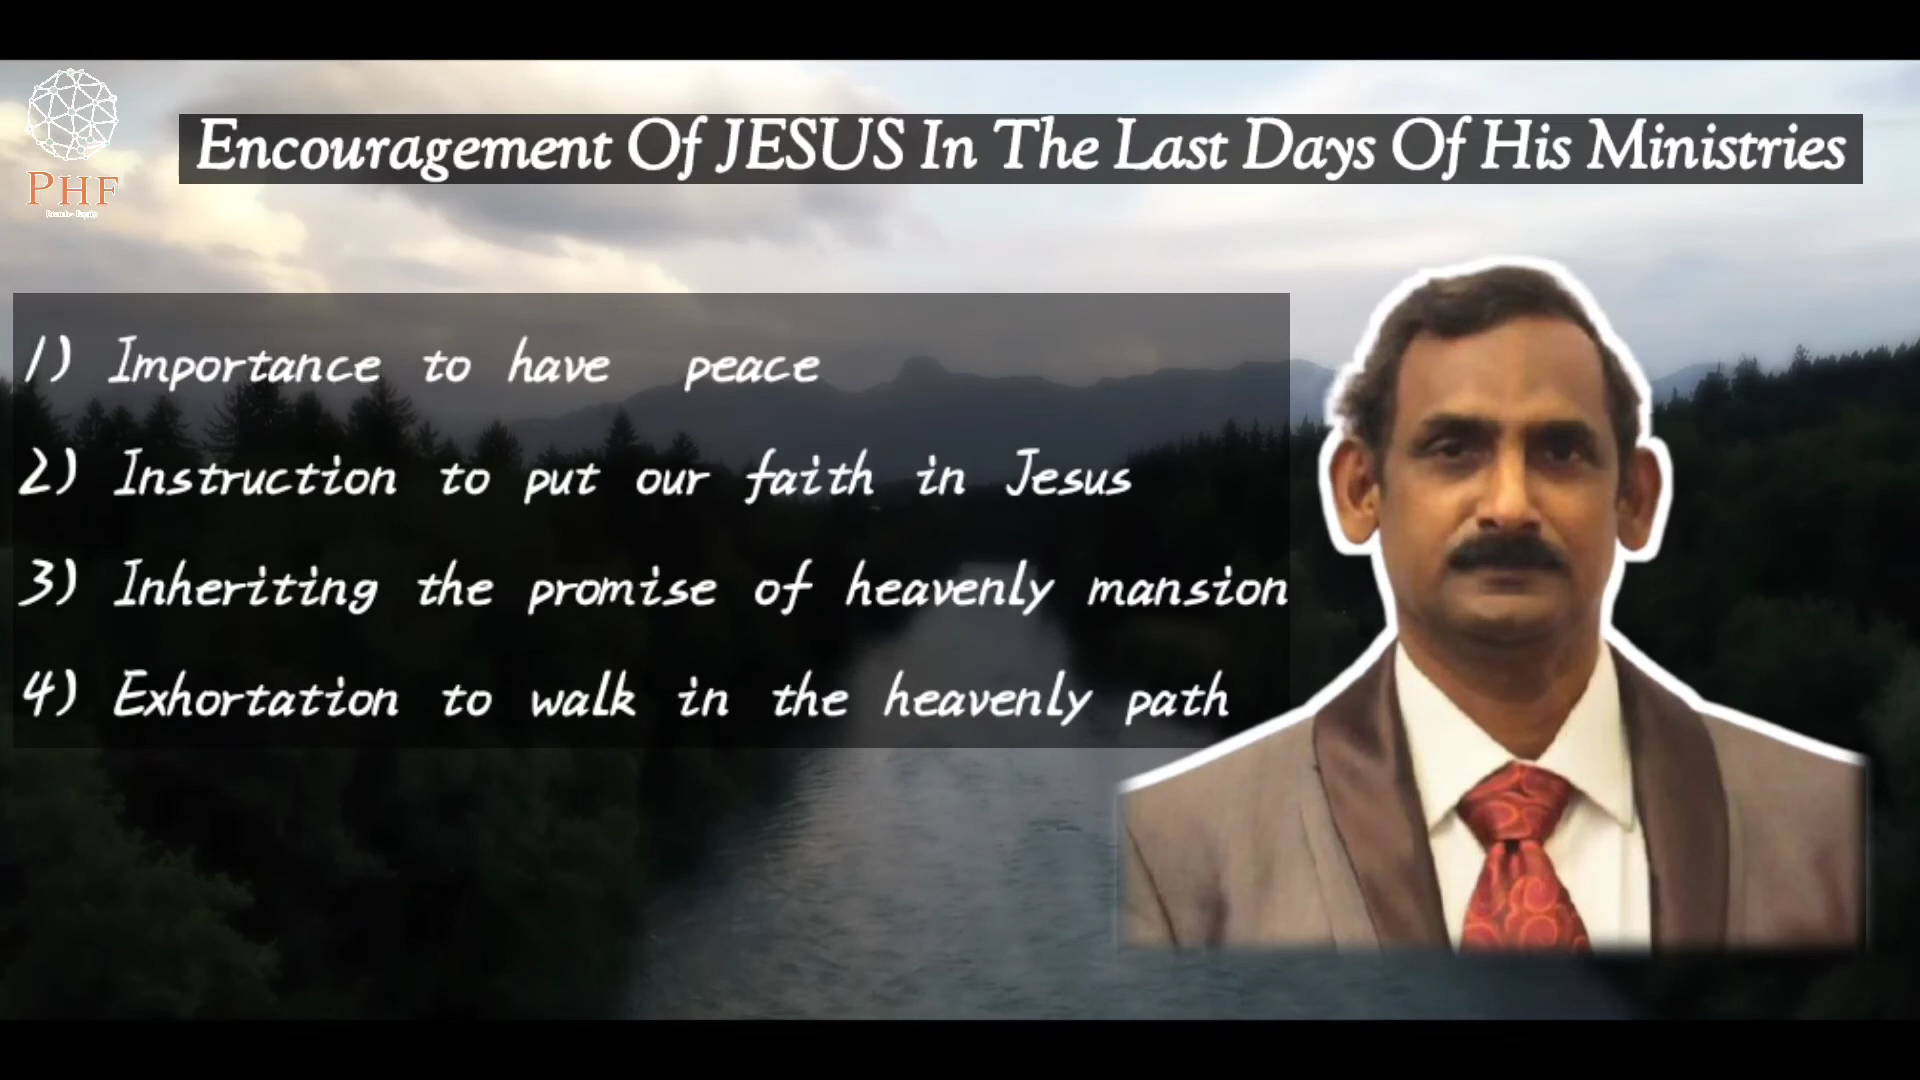 Encouragement Of JESUS In The Last Days Of His Ministries
PHF
1) Importance to have peace
2) Instruction to put our faith in Jesus
3) Inheriting the promise of heavenly mansion
4) Exhortation to walk in the heavenly path